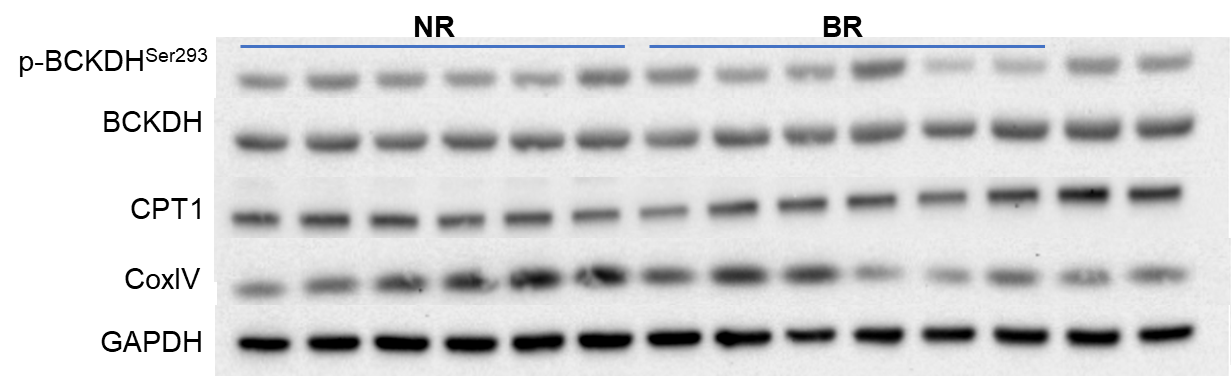 NR BR
p-BCKDHSer293
BCKDH
CPT1
CoxIV
GAPDH